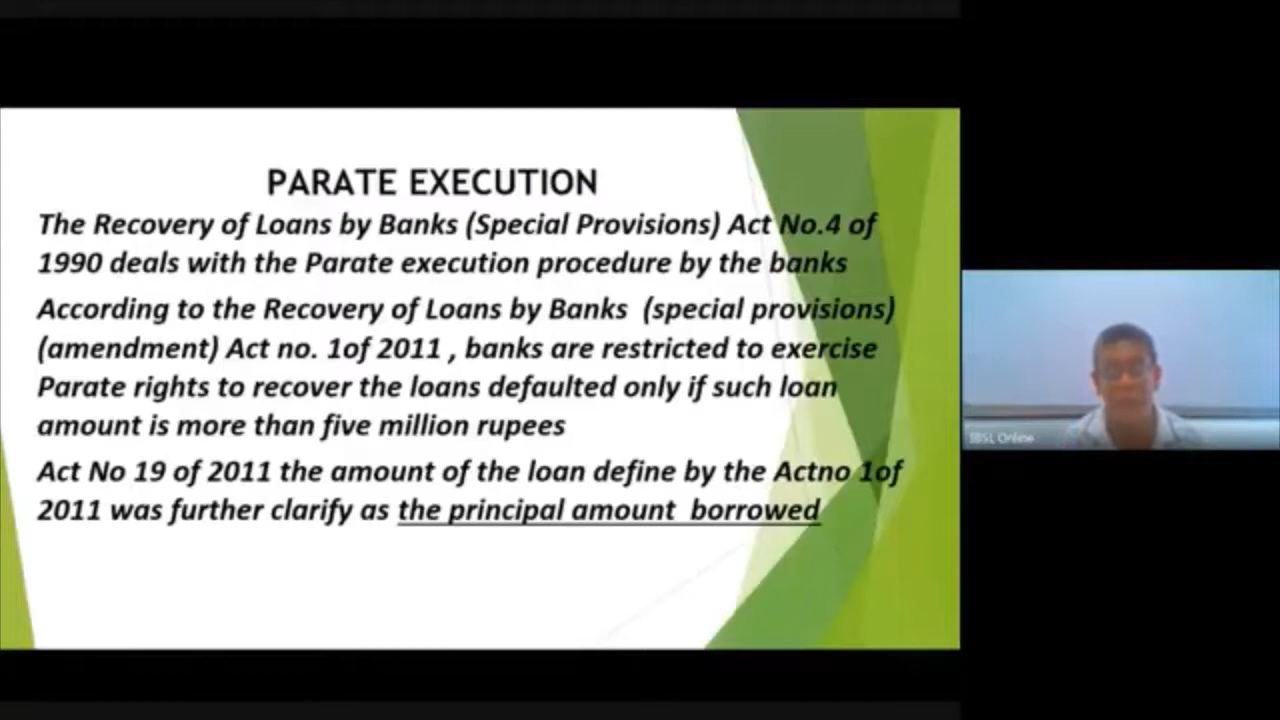 PARATE EXECUTION
The Recovery of Loans by Banks (Special Provisions) Act No.4 of
1990 deals with the Parate execution procedure by the banks
According to the Recovery of Loans by Banks (special provisions)
(amendment) Act no. 1of 2011 , banks are restricted to exercise
Parate rights to recover the loans defaulted only if such loan
amount is more than five million rupees
Act No 19 of 2011 the amount of the loan define by the Actno 1of
2011 was further clarify as the principal amount borrowed
IBSL Online